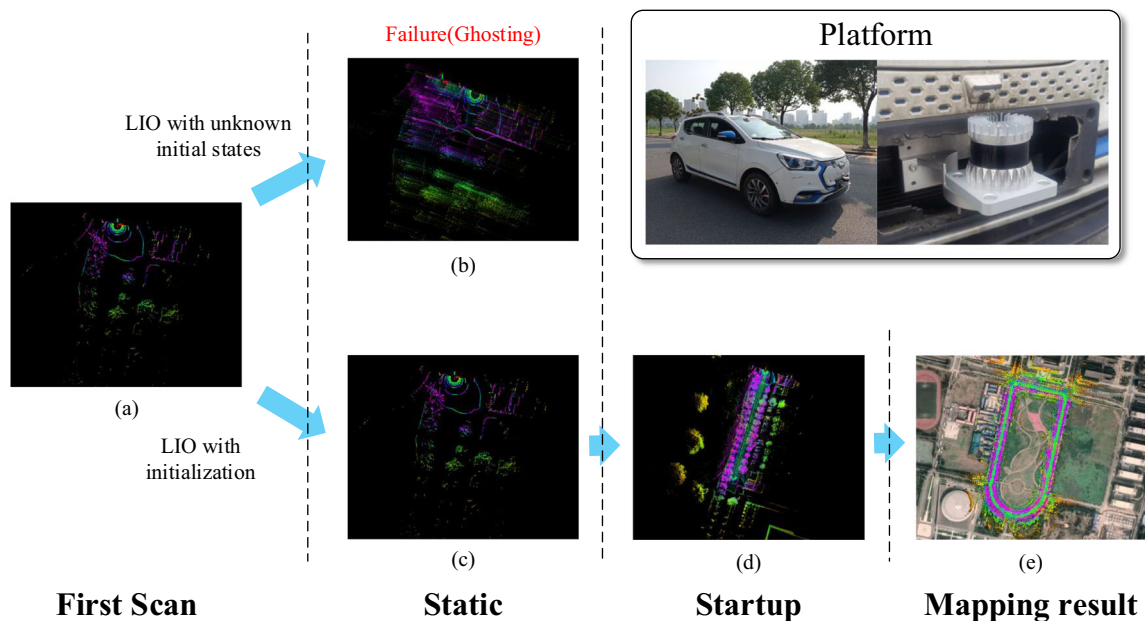 Failure(Ghosting)
Platform
LIO with unknown
initial states
(b)
(a)
LIO with
initialization
(c)
(d)
(e)
First Scan
Static
Startup
Mapping result